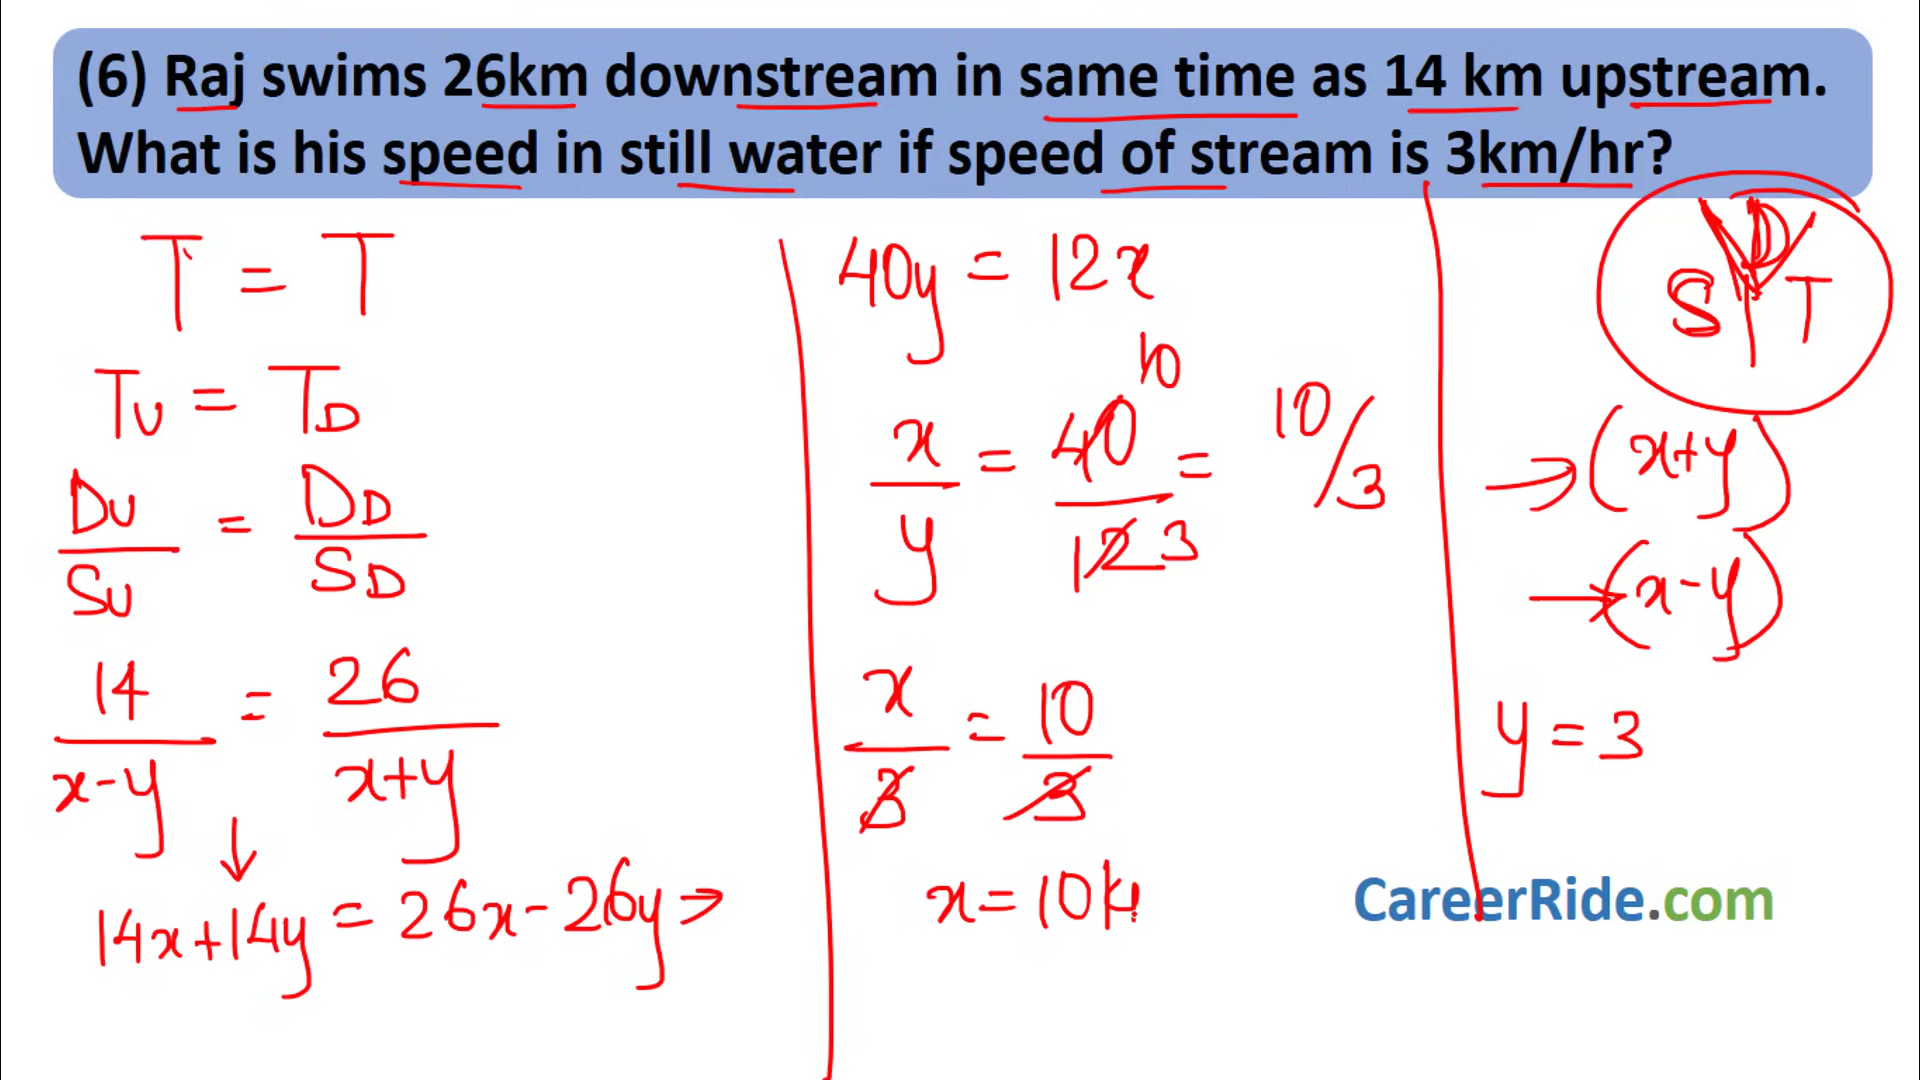 (6) Raj swims 26km downstream in same time as 14 km upstream.
What is his speed in still water if speed of stream is 3km/hr?
T = T
TU = TD
DU/SU = DD/SD
14/x-y = 26/x+y
14x+14y = 26x-26y →
40y = 12x
x/y = 40/12 = 10/3
10
3
x/3 = 10/3
x = 10k
D
S T
→ (x+y)
→ (x-y)
y = 3
CareerRide.com